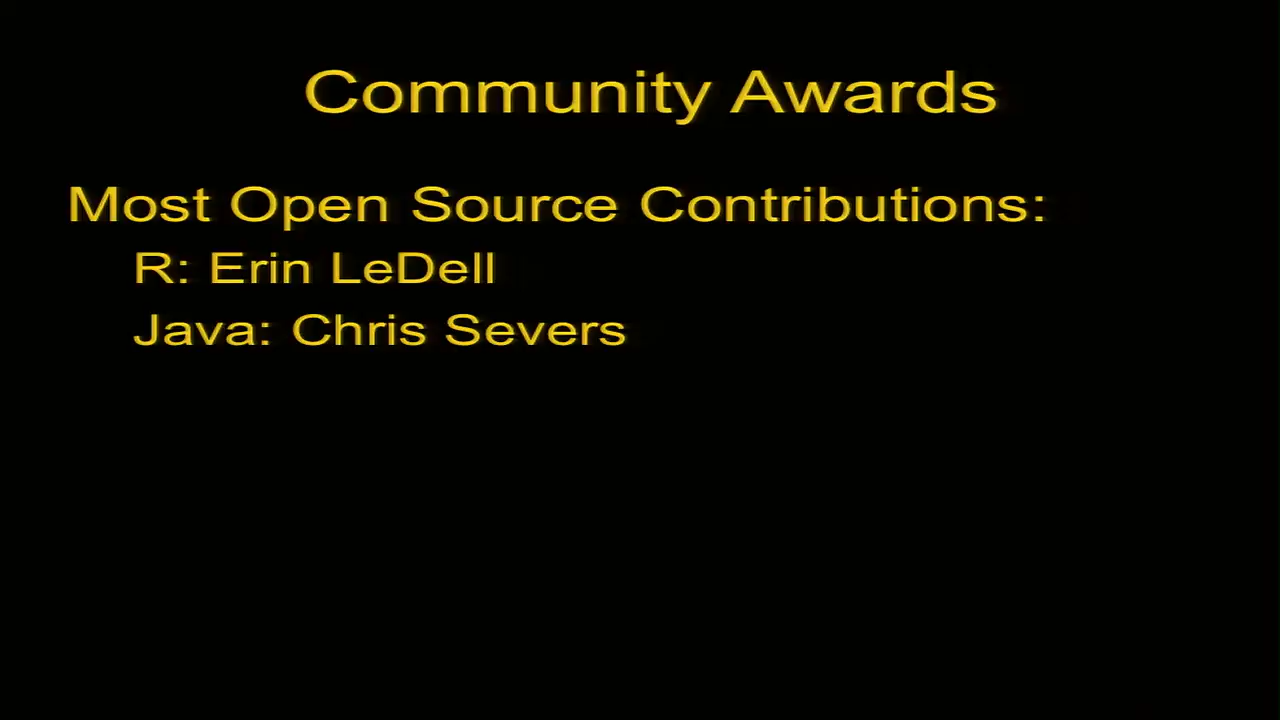 Community Awards
Most Open Source Contributions:
R: Erin LeDell
Java: Chris Severs